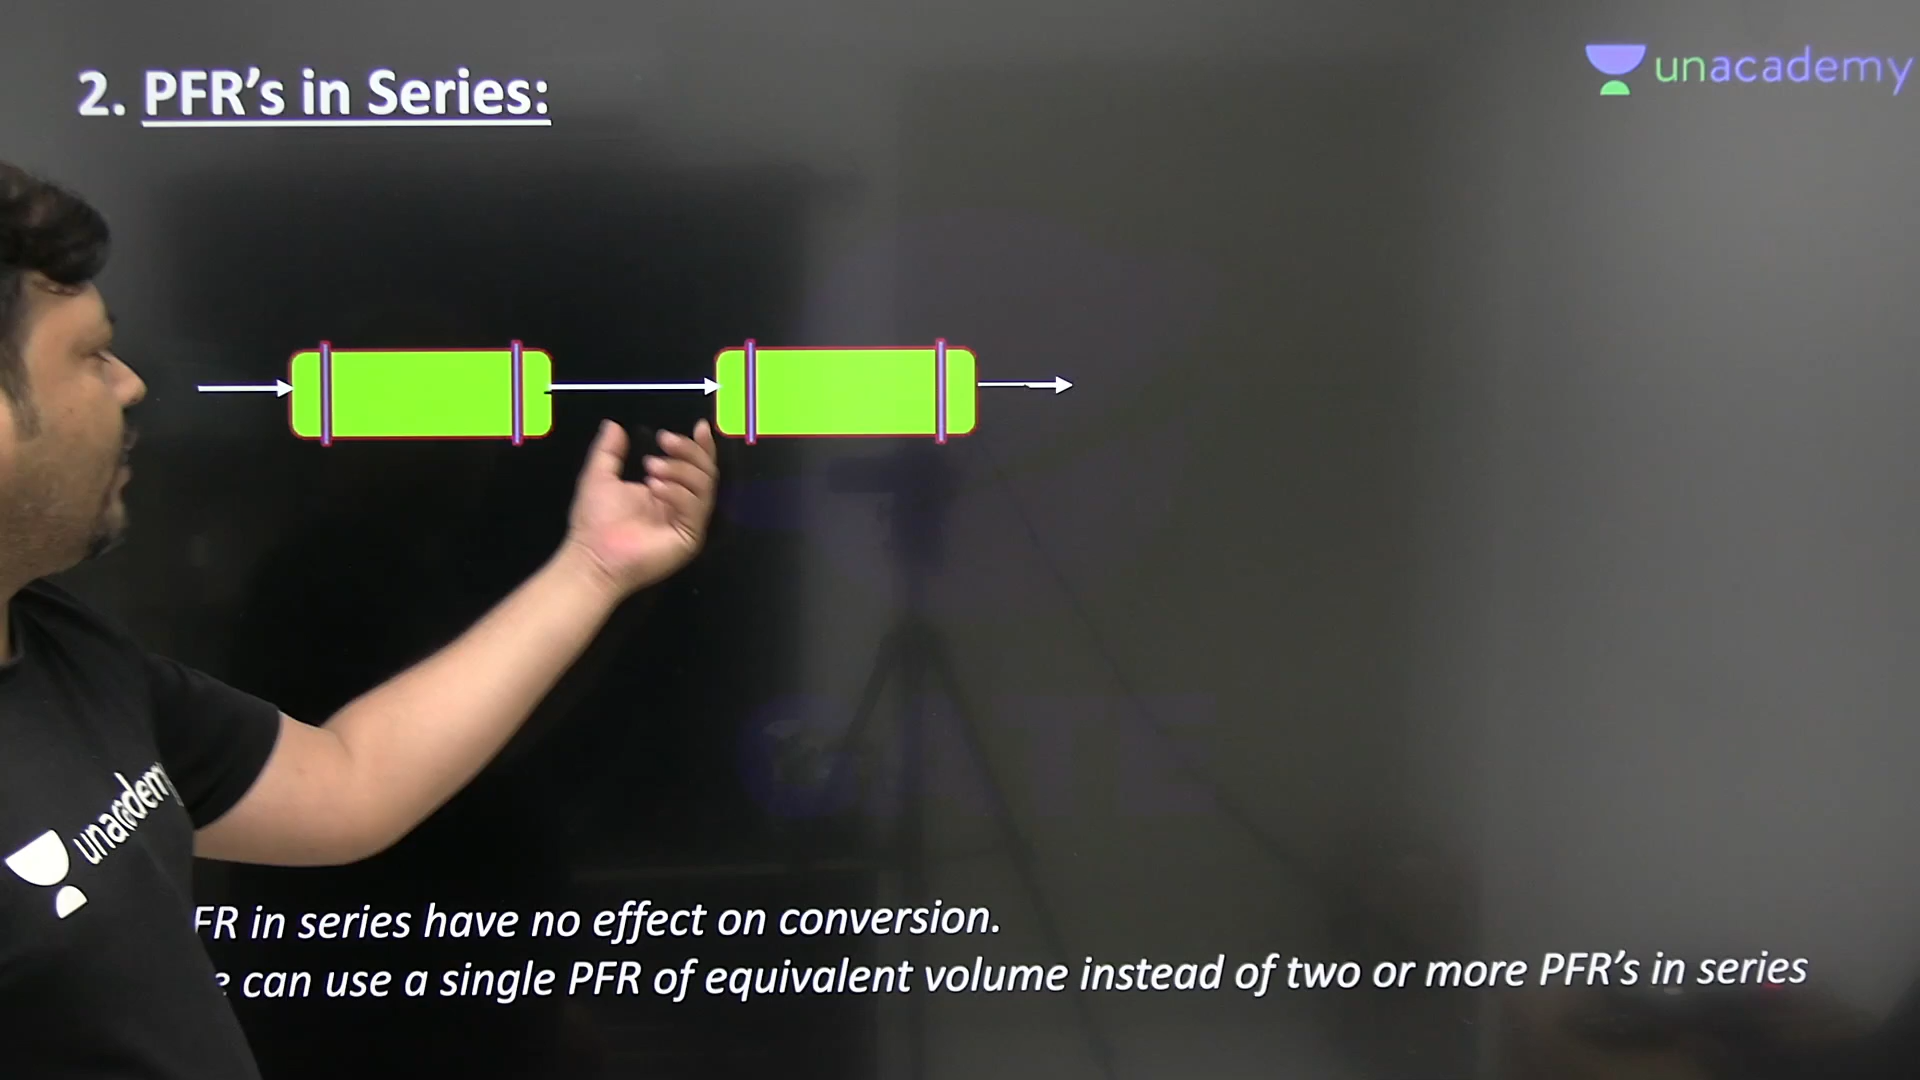 2. PFR's in Series:
unacademy
unacademy
FR in series have no effect on conversion.
can use a single PFR of equivalent volume instead of two or more PFR's in series
GATE